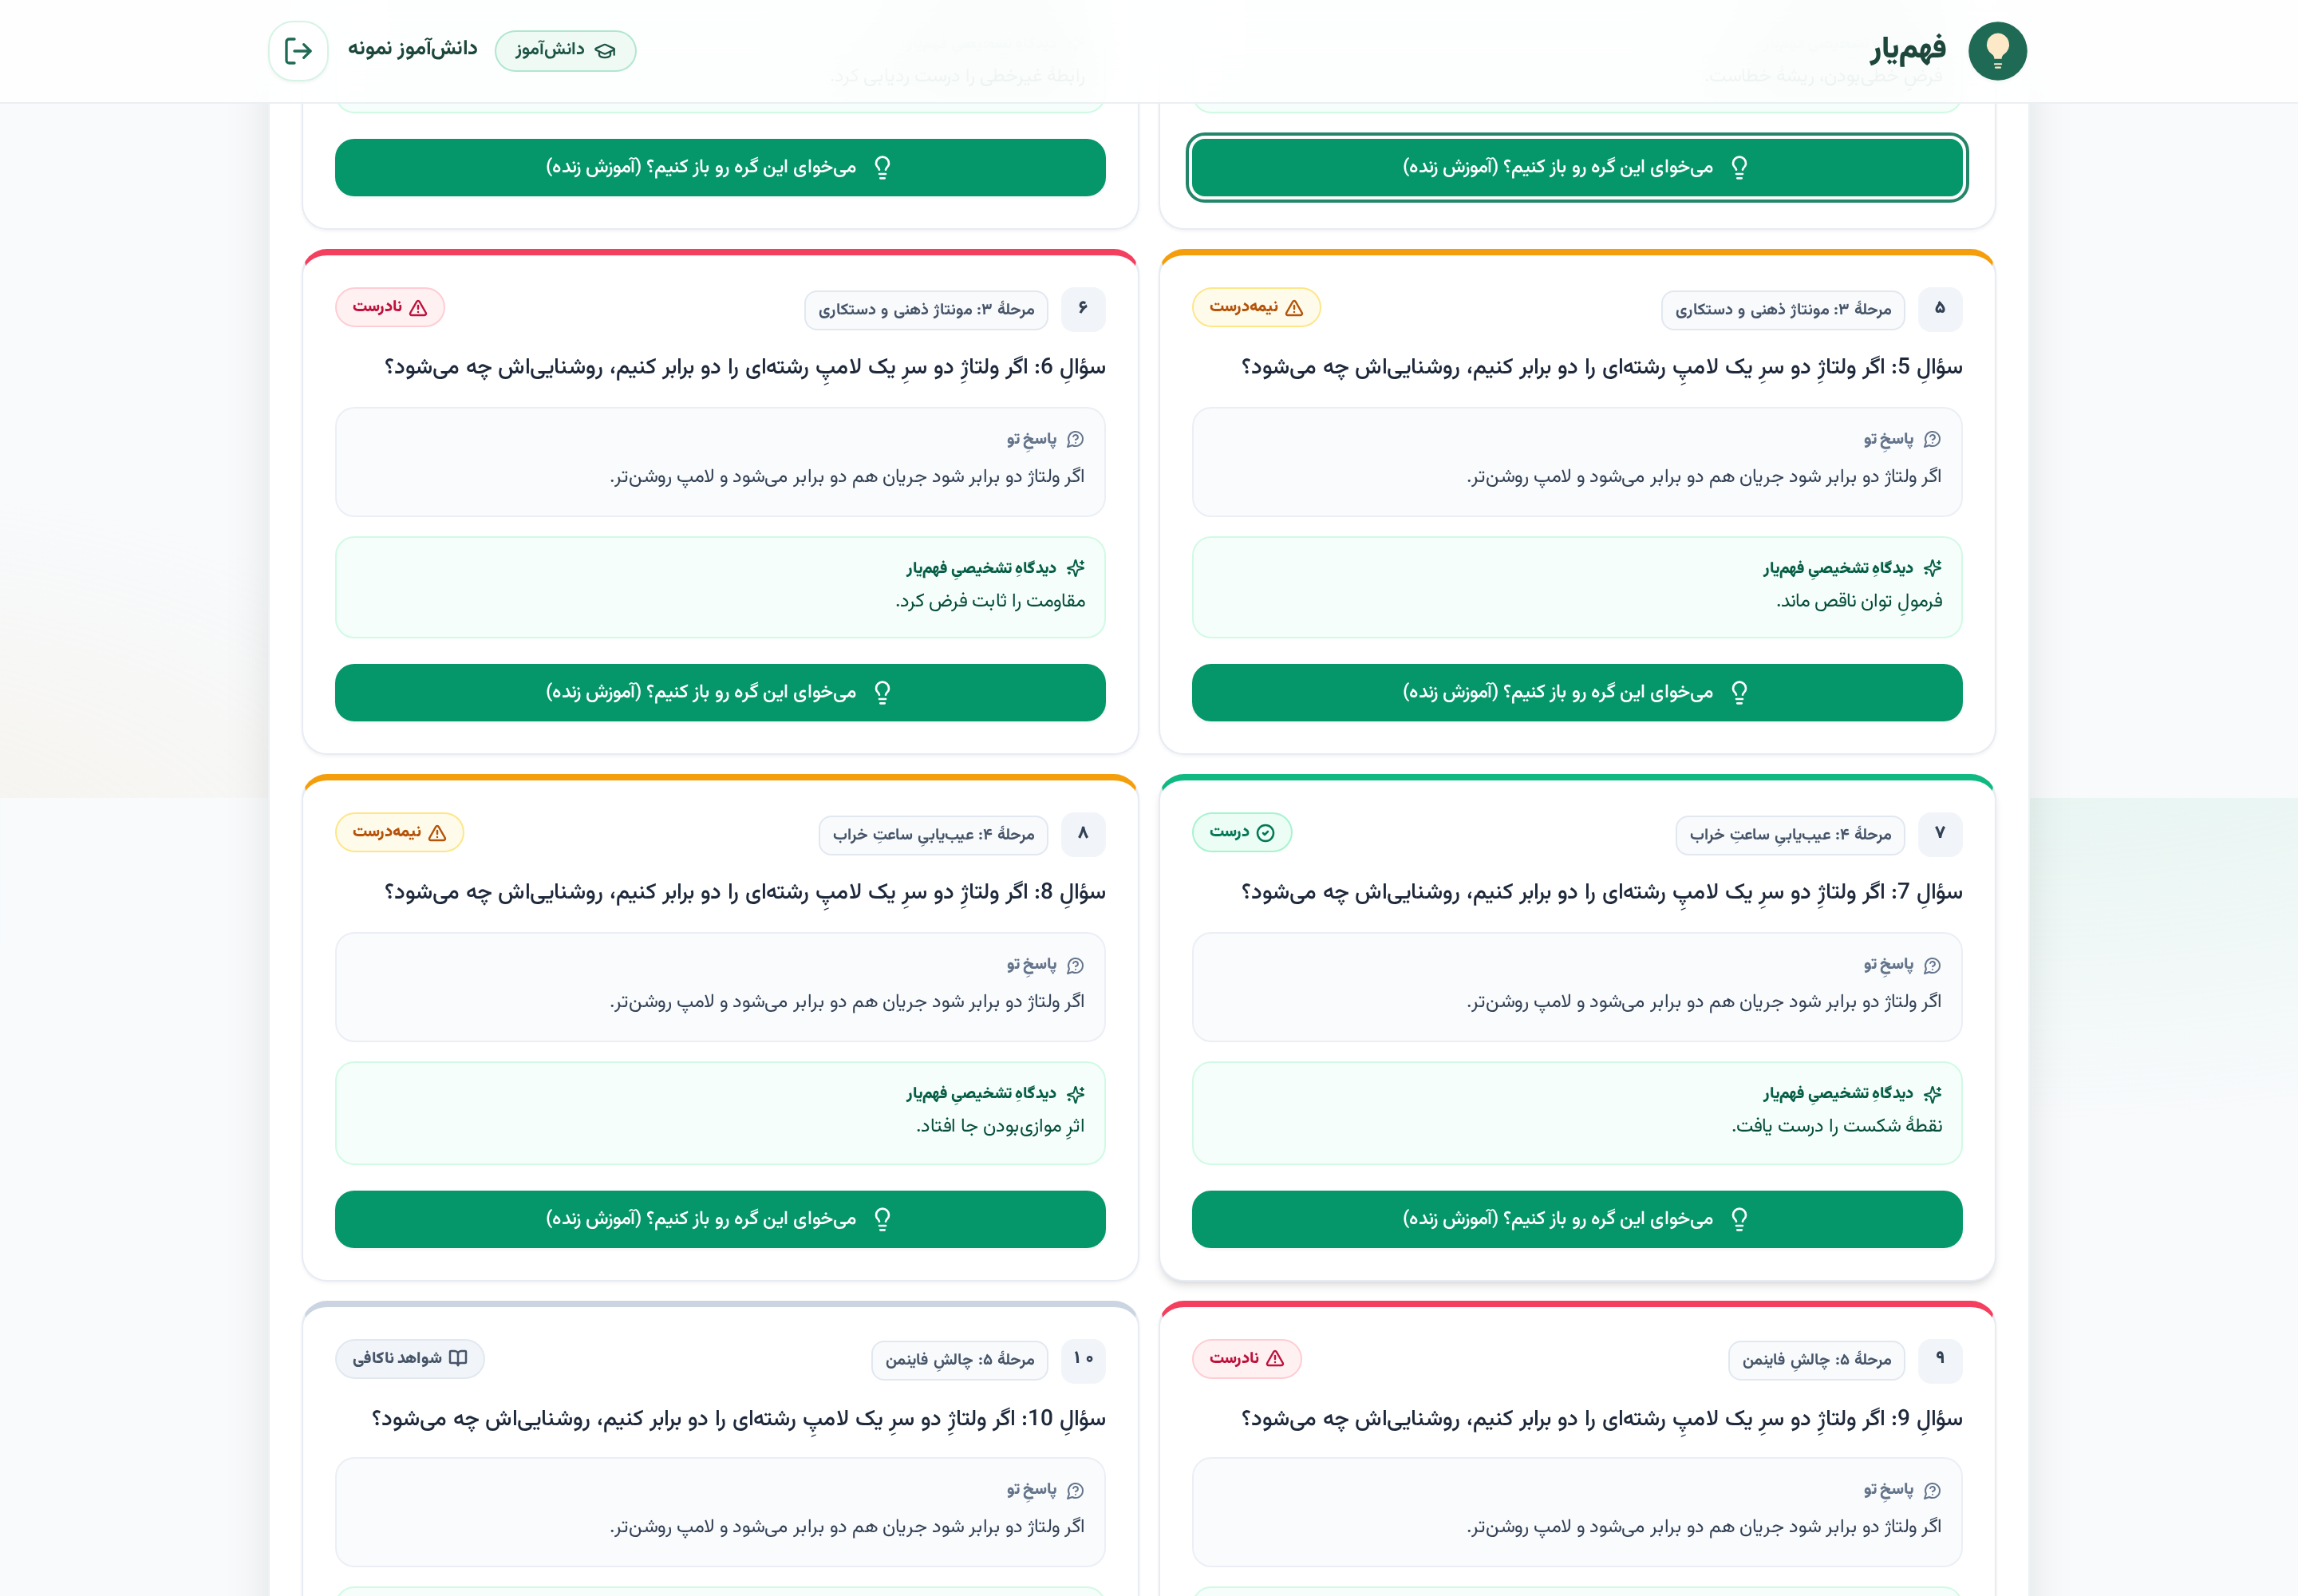 فهم‌یار
دانش‌آموز
دانش‌آموز نمونه
فرضِ خطی‌بودن، ریشهٔ خطاست.
رابطهٔ غیرخطی را درست ردیابی کرد.
می‌خوای این گره رو باز کنیم؟ (آموزش زنده)
می‌خوای این گره رو باز کنیم؟ (آموزش زنده)
۵
مرحلهٔ ۳: مونتاژ ذهنی و دستکاری
نیمه‌درست
سؤالِ 5: اگر ولتاژِ دو سرِ یک لامپِ رشته‌ای را دو برابر کنیم، روشنایی‌اش چه می‌شود؟
پاسخِ تو
اگر ولتاژ دو برابر شود جریان هم دو برابر می‌شود و لامپ روشن‌تر.
دیدگاهِ تشخیصیِ فهم‌یار
فرمولِ توان ناقص ماند.
می‌خوای این گره رو باز کنیم؟ (آموزش زنده)
۶
مرحلهٔ ۳: مونتاژ ذهنی و دستکاری
نادرست
سؤالِ 6: اگر ولتاژِ دو سرِ یک لامپِ رشته‌ای را دو برابر کنیم، روشنایی‌اش چه می‌شود؟
پاسخِ تو
اگر ولتاژ دو برابر شود جریان هم دو برابر می‌شود و لامپ روشن‌تر.
دیدگاهِ تشخیصیِ فهم‌یار
مقاومت را ثابت فرض کرد.
می‌خوای این گره رو باز کنیم؟ (آموزش زنده)
۷
مرحلهٔ ۴: عیب‌یابیِ ساعتِ خراب
درست
سؤالِ 7: اگر ولتاژِ دو سرِ یک لامپِ رشته‌ای را دو برابر کنیم، روشنایی‌اش چه می‌شود؟
پاسخِ تو
اگر ولتاژ دو برابر شود جریان هم دو برابر می‌شود و لامپ روشن‌تر.
دیدگاهِ تشخیصیِ فهم‌یار
نقطهٔ شکست را درست یافت.
می‌خوای این گره رو باز کنیم؟ (آموزش زنده)
۸
مرحلهٔ ۴: عیب‌یابیِ ساعتِ خراب
نیمه‌درست
سؤالِ 8: اگر ولتاژِ دو سرِ یک لامپِ رشته‌ای را دو برابر کنیم، روشنایی‌اش چه می‌شود؟
پاسخِ تو
اگر ولتاژ دو برابر شود جریان هم دو برابر می‌شود و لامپ روشن‌تر.
دیدگاهِ تشخیصیِ فهم‌یار
اثرِ موازی‌بودن جا افتاد.
می‌خوای این گره رو باز کنیم؟ (آموزش زنده)
۹
مرحلهٔ ۵: چالشِ فاینمن
نادرست
سؤالِ 9: اگر ولتاژِ دو سرِ یک لامپِ رشته‌ای را دو برابر کنیم، روشنایی‌اش چه می‌شود؟
پاسخِ تو
اگر ولتاژ دو برابر شود جریان هم دو برابر می‌شود و لامپ روشن‌تر.
۱۰
مرحلهٔ ۵: چالشِ فاینمن
شواهد ناکافی
سؤالِ 10: اگر ولتاژِ دو سرِ یک لامپِ رشته‌ای را دو برابر کنیم، روشنایی‌اش چه می‌شود؟
پاسخِ تو
اگر ولتاژ دو برابر شود جریان هم دو برابر می‌شود و لامپ روشن‌تر.